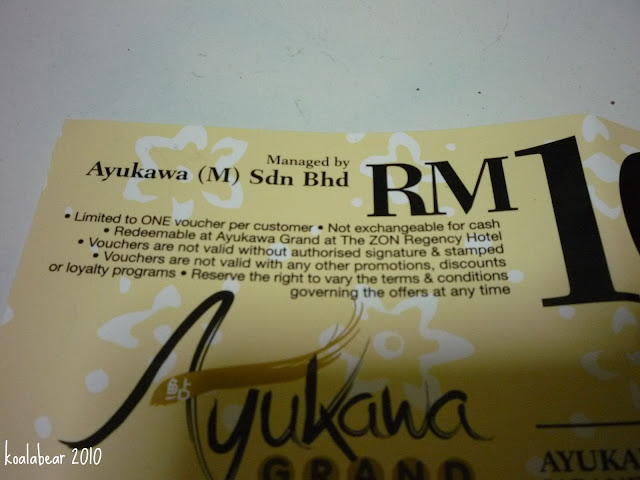 Managed by
Ayukawa (M) Sdn Bhd
RM1
• Limited to ONE voucher per customer • Not exchangeable for cash
• Redeemable at Ayukawa Grand at The ZON Regency Hotel
• Vouchers are not valid without authorised signature & stamped
• Vouchers are not valid with any other promotions, discounts
or loyalty programs • Reserve the right to vary the terms & conditions
governing the offers at any time
Ayukawa
GRAND
AYUKA
koalabear 2010